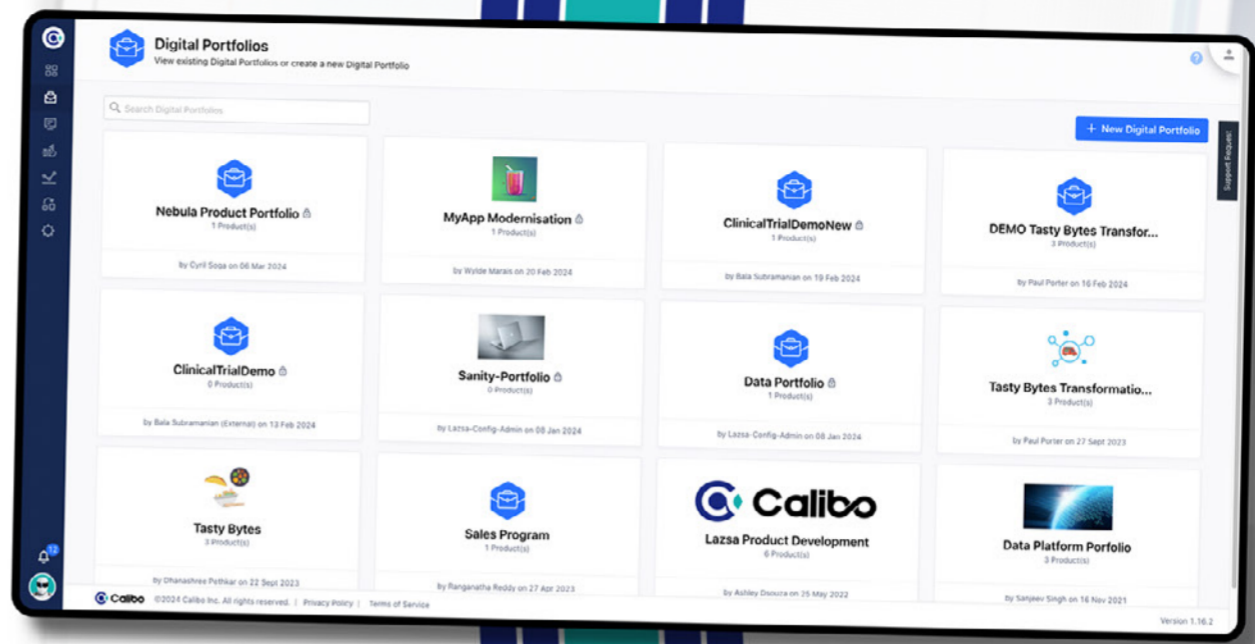 Digital Portfolios
View existing Digital Portfolios or create a new Digital Portfolio
Search Digital Portfolios
+ New Digital Portfolio
Support Request
Nebula Product Portfolio
1 Product(s)
by Cyril Soga on 06 Mar 2024
MyApp Modernisation
1 Product(s)
by Wylde Marais on 20 Feb 2024
ClinicalTrialDemoNew
1 Product(s)
by Bala Subramanian on 19 Feb 2024
DEMO Tasty Bytes Transfor...
3 Product(s)
by Paul Porter on 16 Feb 2024
ClinicalTrialDemo
0 Product(s)
by Bala Subramanian (External) on 13 Feb 2024
Sanity-Portfolio
0 Product(s)
by Lazsa-Config-Admin on 08 Jan 2024
Data Portfolio
1 Product(s)
by Lazsa-Config-Admin on 08 Jan 2024
Tasty Bytes Transformatio...
3 Product(s)
by Paul Porter on 27 Sept 2023
Tasty Bytes
3 Product(s)
by Dhanashree Pethkar on 22 Sept 2023
Sales Program
1 Product(s)
by Ranganatha Reddy on 27 Apr 2023
Calibo
Lazsa Product Development
6 Product(s)
by Ashley Dsouza on 25 May 2022
Data Platform Porfolio
3 Product(s)
by Sanjeev Singh on 16 Nov 2021
12
Calibo ©2024 Calibo Inc. All rights reserved. | Privacy Policy | Terms of Service
Version 1.16.2